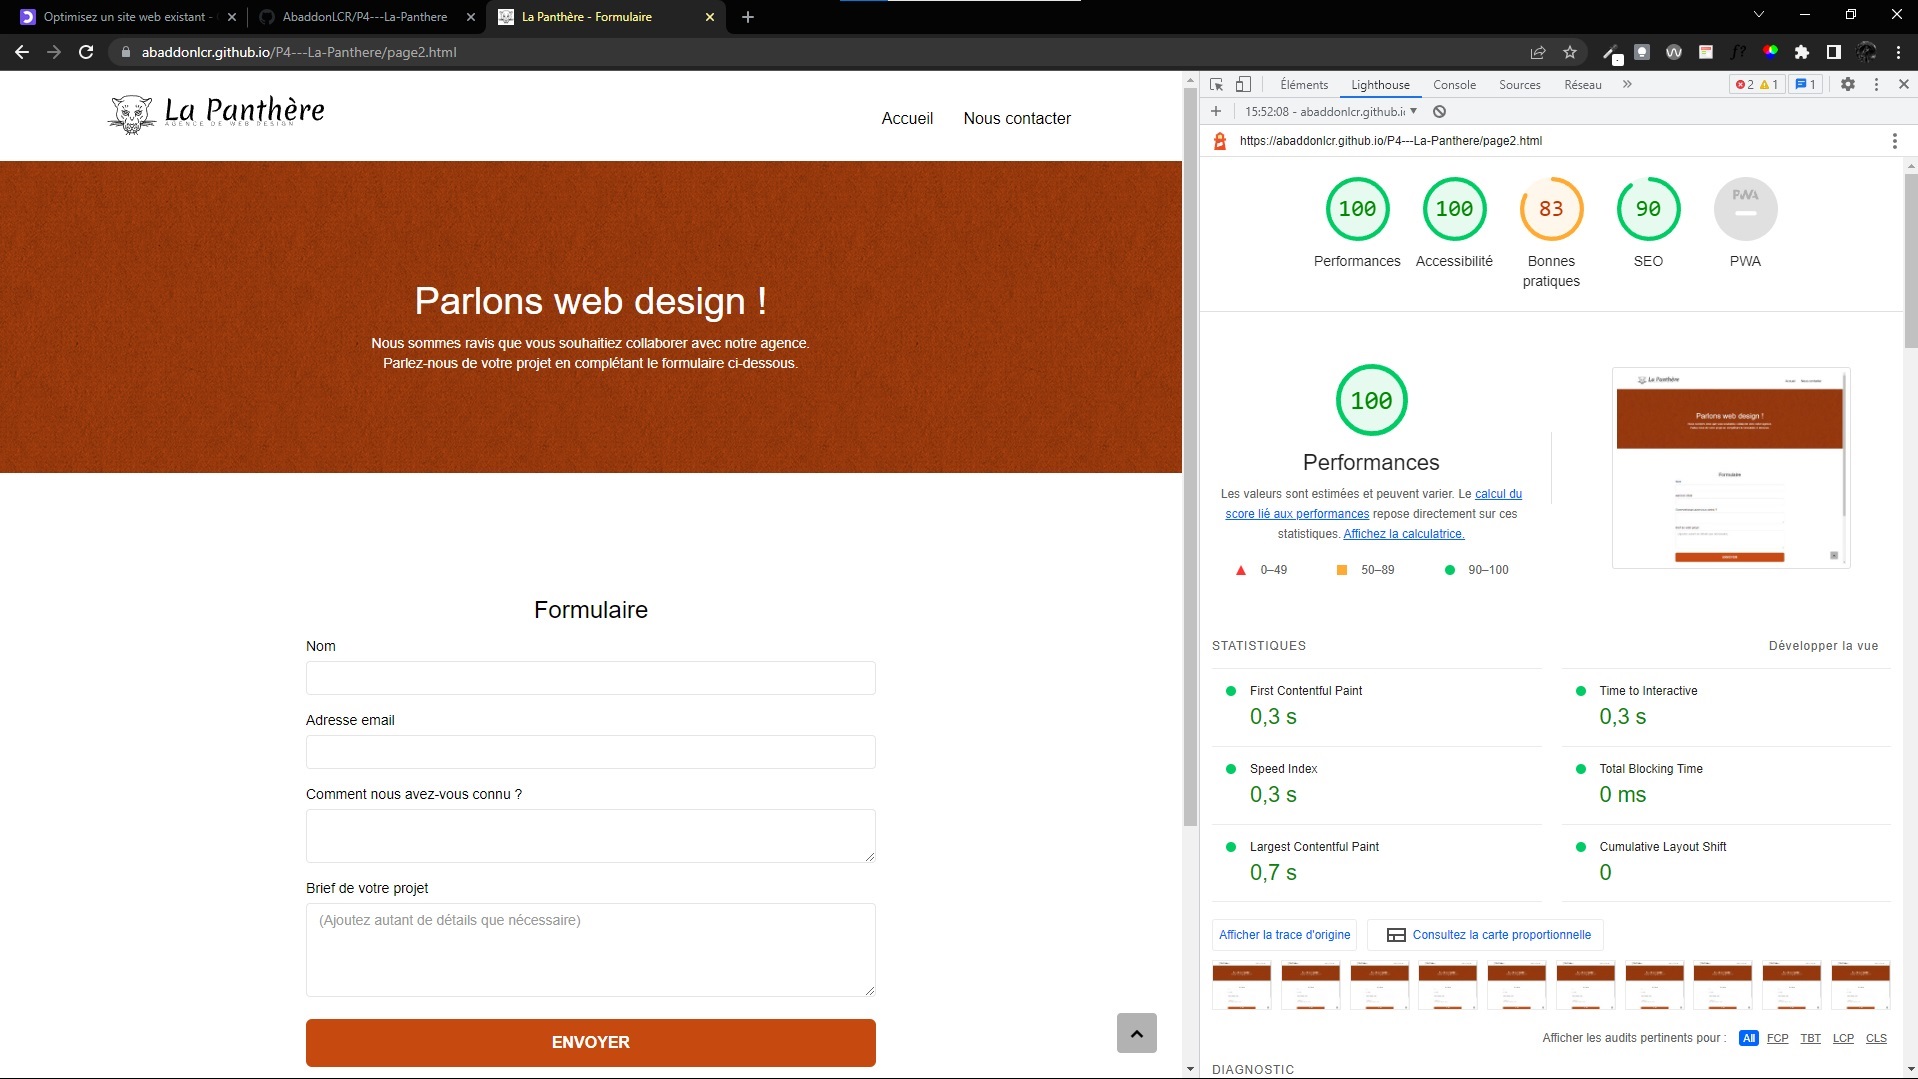 Optimisez un site web existant -
AbaddonLCR/P4---La-Panthere
La Panthère - Formulaire
abaddonlcr.github.io/P4---La-Panthere/page2.html
La Panthère
AGENCE DE WEB DESIGN
Accueil
Nous contacter
Parlons web design !
Nous sommes ravis que vous souhaitiez collaborer avec notre agence.
Parlez-nous de votre projet en complétant le formulaire ci-dessous.
Formulaire
Nom
Adresse email
Comment nous avez-vous connu ?
Brief de votre projet
(Ajoutez autant de détails que nécessaire)
ENVOYER
Éléments
Lighthouse
Console
Sources
Réseau
2
1
1
15:52:08 - abaddonlcr.github.i
https://abaddonlcr.github.io/P4---La-Panthere/page2.html
100
100
83
90
PWA
Performances
Accessibilité
Bonnes
pratiques
SEO
PWA
100
Performances
Les valeurs sont estimées et peuvent varier. Le calcul du
score lié aux performances repose directement sur ces
statistiques. Affichez la calculatrice.
0–49
50–89
90–100
STATISTIQUES
Développer la vue
First Contentful Paint
0,3 s
Time to Interactive
0,3 s
Speed Index
0,3 s
Total Blocking Time
0 ms
Largest Contentful Paint
0,7 s
Cumulative Layout Shift
0
Afficher la trace d'origine
Consultez la carte proportionnelle
Afficher les audits pertinents pour :
All
FCP
TBT
LCP
CLS
DIAGNOSTIC